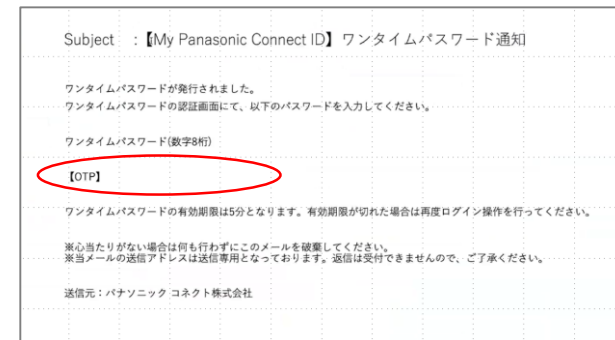 Subject : 【My Panasonic Connect ID】ワンタイムパスワード通知
ワンタイムパスワードが発行されました。
ワンタイムパスワードの認証画面にて、以下のパスワードを入力してください。
ワンタイムパスワード(数字8桁)
【OTP】
ワンタイムパスワードの有効期限は5分となります。有効期限が切れた場合は再度ログイン操作を行ってください。
※心当たりがない場合は何も行わずにこのメールを破棄してください。
※当メールの送信アドレスは送信専用となっております。返信は受付できませんので、ご了承ください。
送信元：パナソニック コネクト株式会社